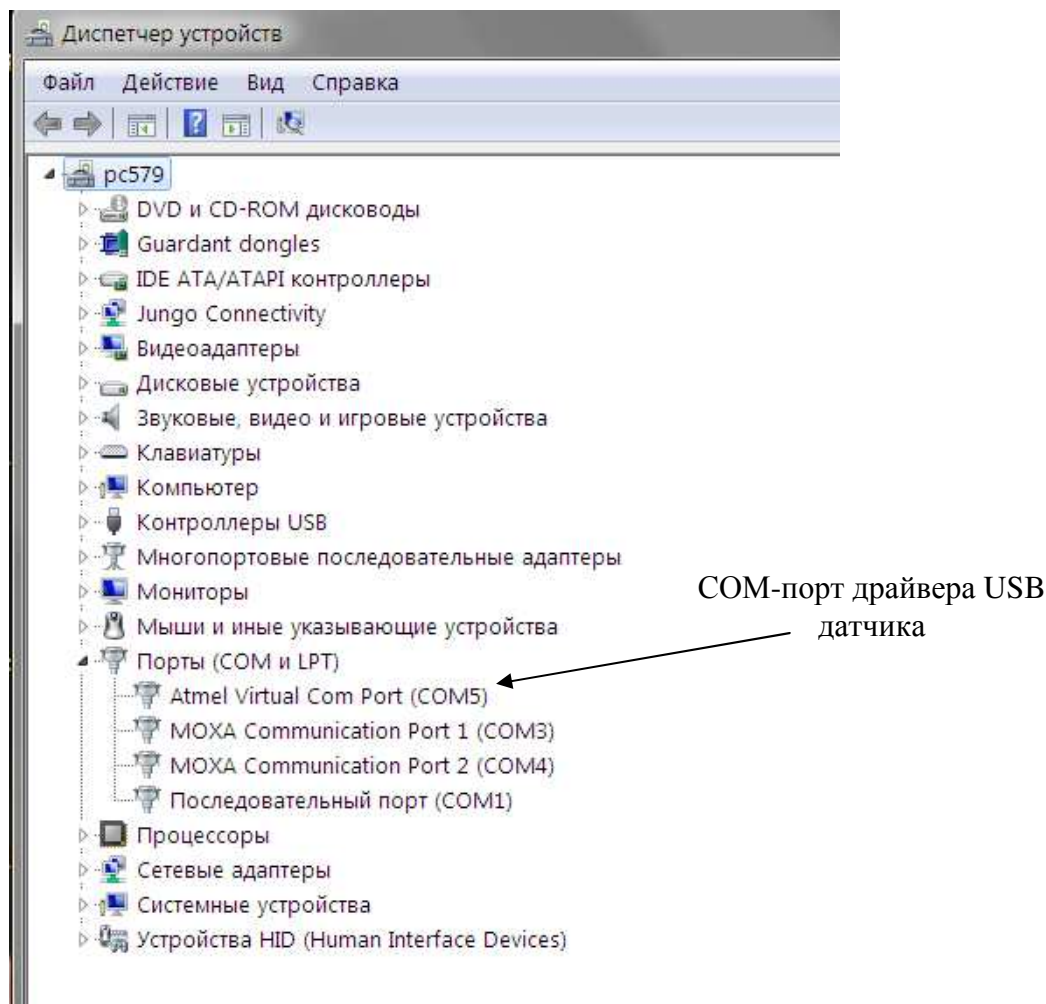 Диспетчер устройств
Файл Действие Вид Справка
pc579
DVD и CD-ROM дисководы
Guardant dongles
IDE ATA/ATAPI контроллеры
Jungo Connectivity
Видеоадаптеры
Дисковые устройства
Звуковые, видео и игровые устройства
Клавиатуры
Компьютер
Контроллеры USB
Многопортовые последовательные адаптеры
Мониторы
Мыши и иные указывающие устройства
Порты (COM и LPT)
Atmel Virtual Com Port (COM5)
MOXA Communication Port 1 (COM3)
MOXA Communication Port 2 (COM4)
Последовательный порт (COM1)
Процессоры
Сетевые адаптеры
Системные устройства
Устройства HID (Human Interface Devices)
COM-порт драйвера USB
датчика